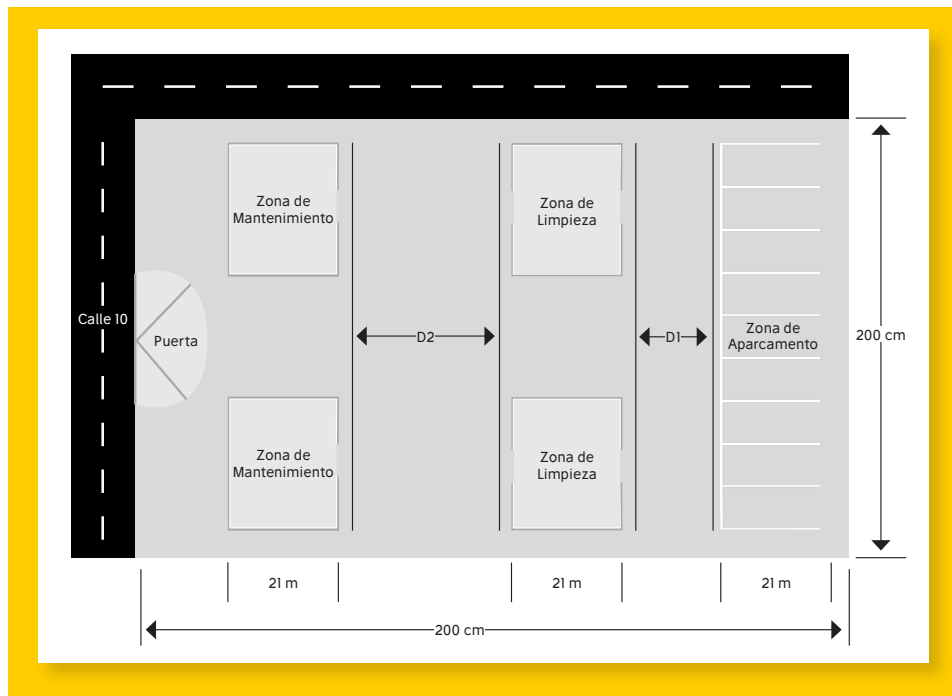 Zona de
Mantenimiento
Zona de
Limpieza
Calle 10
Puerta
D2
D1
Zona de
Aparcamento
200 cm
Zona de
Mantenimiento
Zona de
Limpieza
21 m
21 m
21 m
200 cm